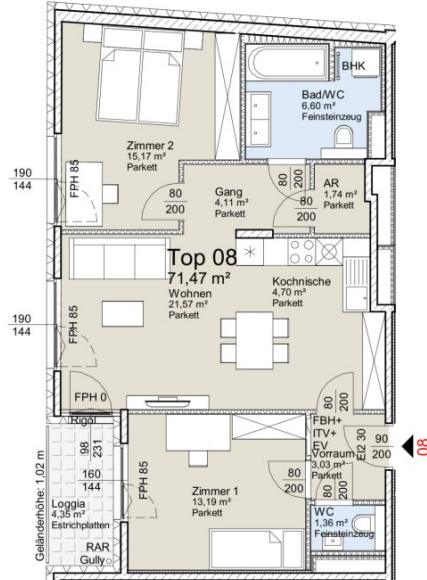 BHK
Bad/WC
6,60 m²
Feinsteinzeug
Zimmer 2
15,17 m²
Parkett
190
144
FPH 85
80
200
Gang
4,11 m²
Parkett
80
200
80
200
AR
1,74 m²
Parkett
Top 08
71,47 m²
Wohnen
21,57 m²
Parkett
Kochnische
4,70 m²
Parkett
190
144
FPH 85
FPH 0
Rigol
98
231
80
200
FBH+
ITV+
EV
Vorraum
3,03 m²
Parkett
EI2 30
90
200
08
160
144
FPH 85
Zimmer 1
13,19 m²
Parkett
80
200
80
200
WC
1,36 m²
Feinsteinzeug
Geländerhöhe: 1,02 m
Loggia
4,35 m²
Estrichplatten
RAR
Gully